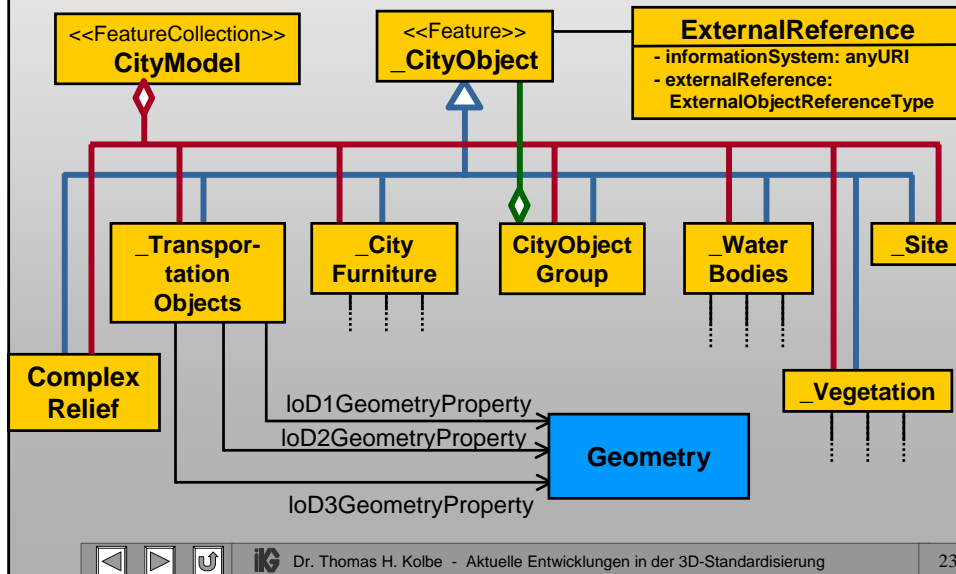 <<FeatureCollection>>
CityModel
<<Feature>>
_CityObject
ExternalReference
- informationSystem: anyURI
- externalReference:
ExternalObjectReferenceType
_Transpor-
tation
Objects
_City
Furniture
CityObject
Group
_Water
Bodies
_Site
Complex
Relief
_Vegetation
loD1GeometryProperty
loD2GeometryProperty
loD3GeometryProperty
Geometry
iKG Dr. Thomas H. Kolbe - Aktuelle Entwicklungen in der 3D-Standardisierung 23